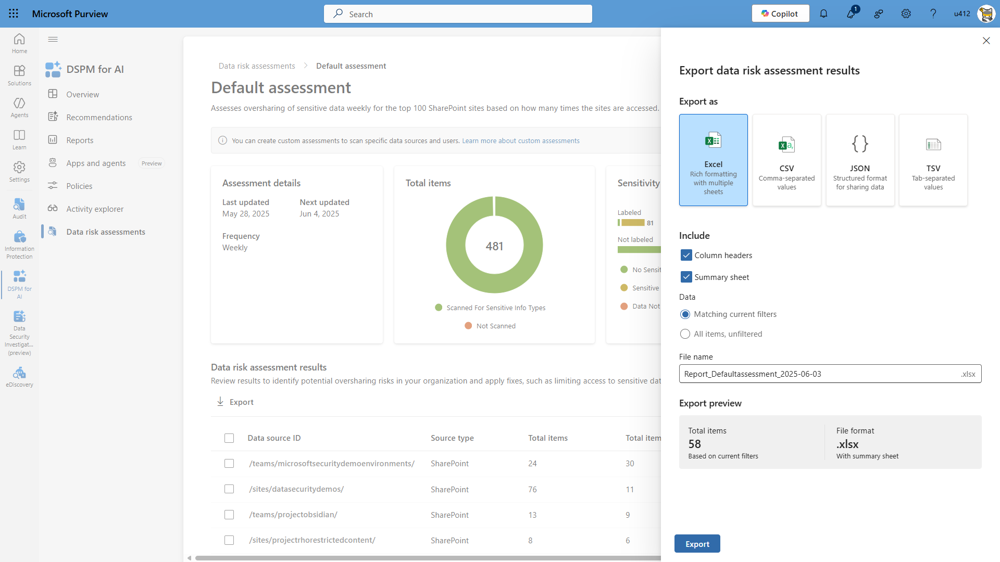 Microsoft Purview
Search
Copilot
1
u412
Home
Solutions
Agents
Learn
Settings
Audit
Information
Protection
DSPM for
AI
Data
Security
Investigat...
(preview)
eDiscovery
DSPM for AI
Overview
Recommendations
Reports
Apps and agents Preview
Policies
Activity explorer
Data risk assessments
Data risk assessments Default assessment
Default assessment
Assesses oversharing of sensitive data weekly for the top 100 SharePoint sites based on how many times the sites are accessed.
You can create custom assessments to scan specific data sources and users. Learn more about custom assessments
Assessment details
Last updated Next updated
May 28, 2025 Jun 4, 2025
Frequency
Weekly
Total items
481
Scanned For Sensitive Info Types
Not Scanned
Sensitivity
Labeled
81
Not labeled
No Sensit
Sensitive
Data Not
Data risk assessment results
Review results to identify potential oversharing risks in your organization and apply fixes, such as limiting access to sensitive dat
Export
Data source ID Source type Total items Total item
/teams/microsoftsecuritydemoenvironments/ SharePoint 24 30
/sites/datasecuritydemos/ SharePoint 76 11
/teams/projectobsidian/ SharePoint 13 9
/sites/projectrhorestrictedcontent/ SharePoint 8 6
Export data risk assessment results
Export as
Excel
Rich formatting
with multiple
sheets
CSV
Comma-separated
values
{ }
JSON
Structured format
for sharing data
TSV
Tab-separated
values
Include
Column headers
Summary sheet
Data
Matching current filters
All items, unfiltered
File name
Report_Defaultassessment_2025-06-03 .xlsx
Export preview
Total items
58
Based on current filters
File format
.xlsx
With summary sheet
Export